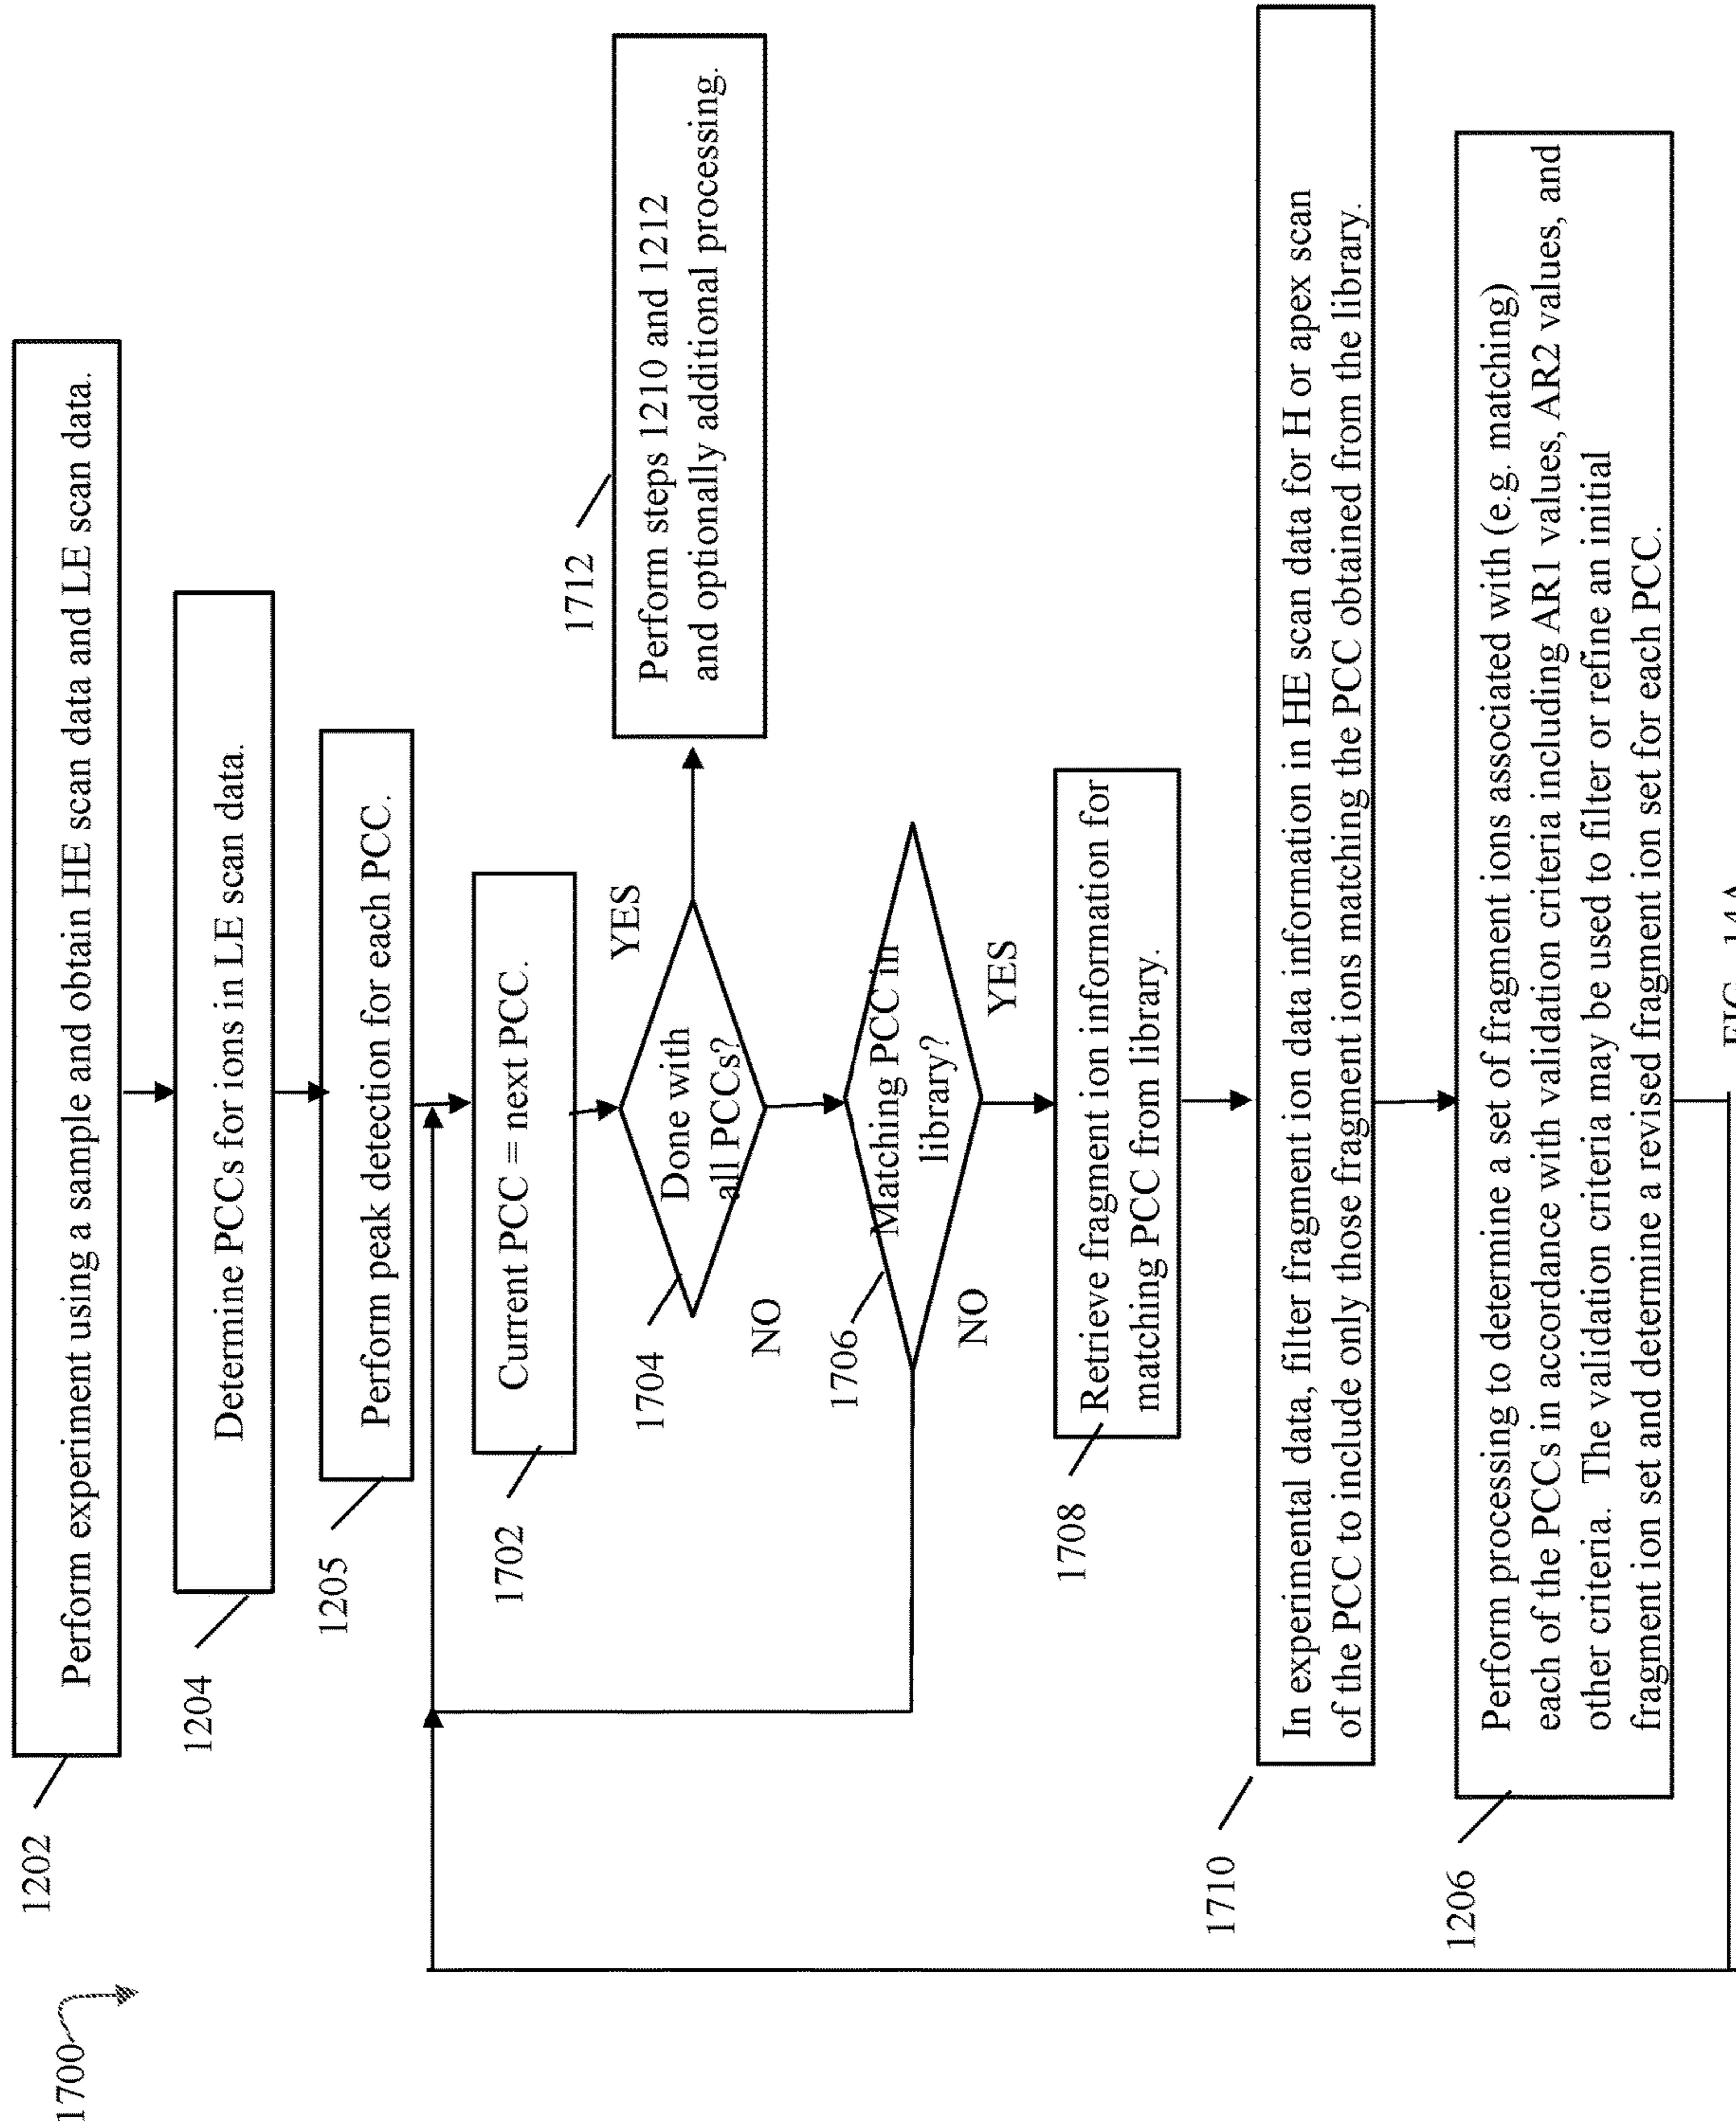 1700
1202
Perform experiment using a sample and obtain HE scan data and LE scan data.
1204
Determine PCCs for ions in LE scan data.
1205
Perform peak detection for each PCC.
1702
Current PCC = next PCC.
1704
Done with
all PCCs?
YES
NO
1712
Perform steps 1210 and 1212
and optionally additional processing.
1706
Matching PCC in
library?
YES
NO
1708
Retrieve fragment ion information for
matching PCC from library.
1710
In experimental data, filter fragment ion data information in HE scan data for H or apex scan
of the PCC to include only those fragment ions matching the PCC obtained from the library.
1206
Perform processing to determine a set of fragment ions associated with (e.g. matching)
each of the PCCs in accordance with validation criteria including AR1 values, AR2 values, and
other criteria.  The validation criteria may be used to filter or refine an initial
fragment ion set and determine a revised fragment ion set for each PCC.
FIG. 14A